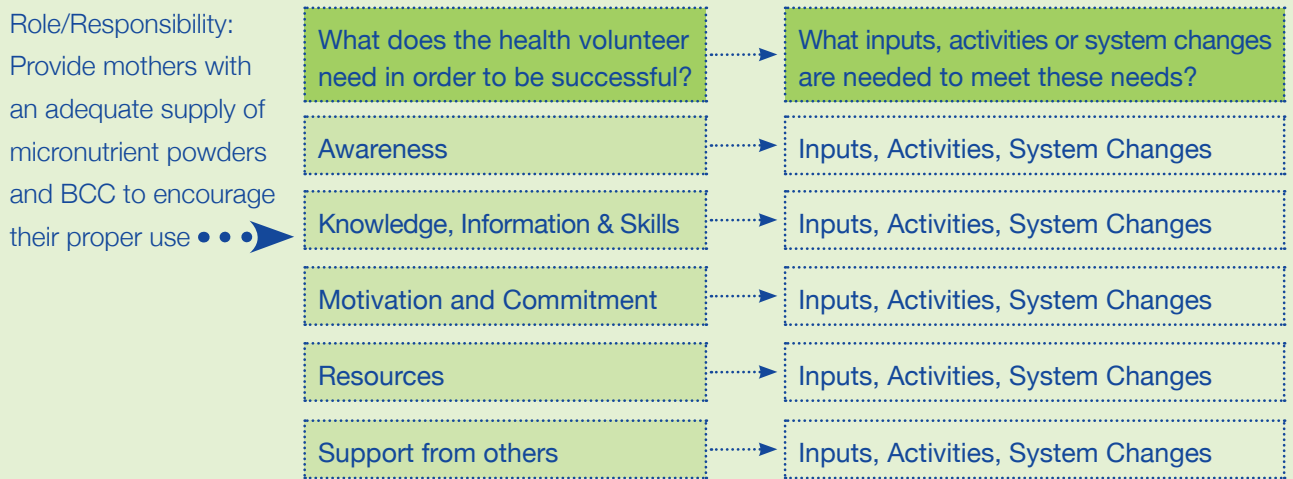 Role/Responsibility:
Provide mothers with
an adequate supply of
micronutrient powders
and BCC to encourage
their proper use
What does the health volunteer
need in order to be successful?
What inputs, activities or system changes
are needed to meet these needs?
Awareness
Inputs, Activities, System Changes
Knowledge, Information & Skills
Inputs, Activities, System Changes
Motivation and Commitment
Inputs, Activities, System Changes
Resources
Inputs, Activities, System Changes
Support from others
Inputs, Activities, System Changes